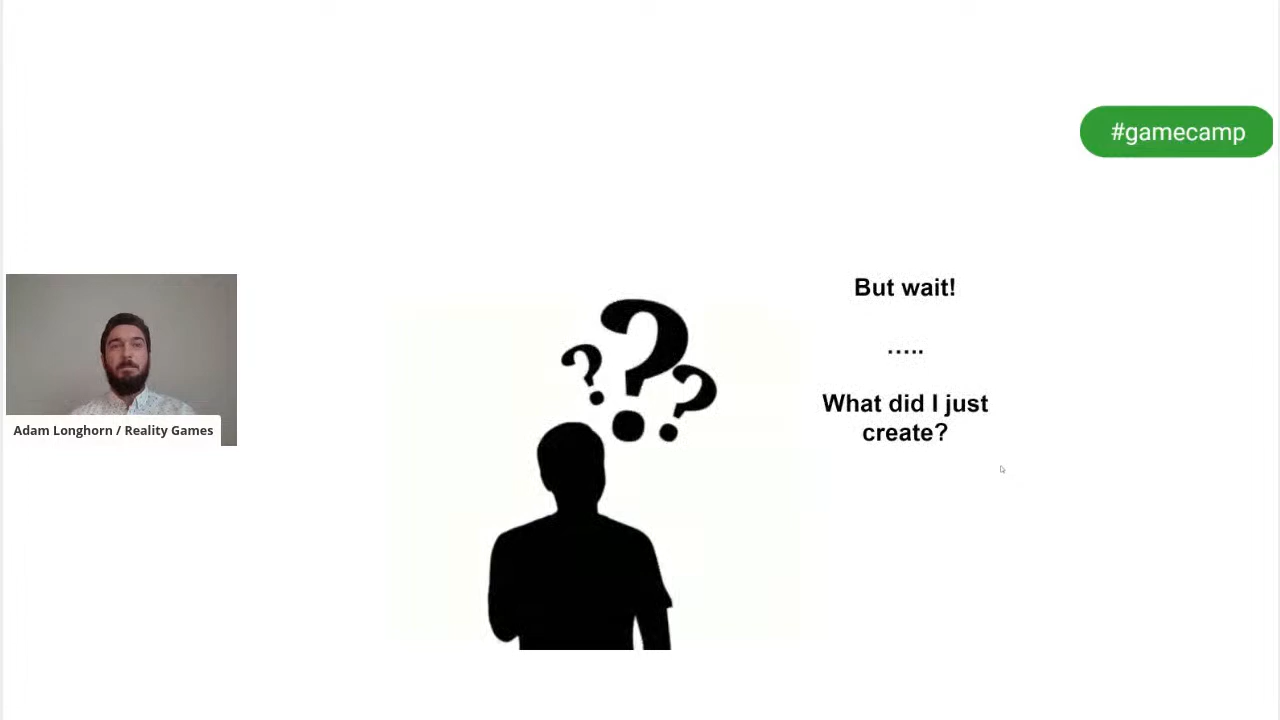 #gamecamp
But wait!
.....
What did I just
create?
Adam Longhorn / Reality Games